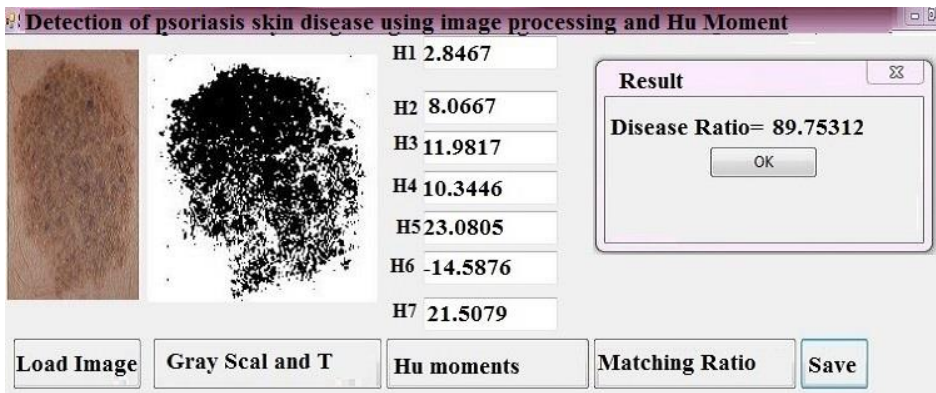 Detection of psoriasis skin disease using image processing and Hu Moment
H1 2.8467
H2 8.0667
H3 11.9817
H4 10.3446
H5 23.0805
H6 -14.5876
H7 21.5079
Result
Disease Ratio= 89.75312
OK
Load Image
Gray Scal and T
Hu moments
Matching Ratio
Save